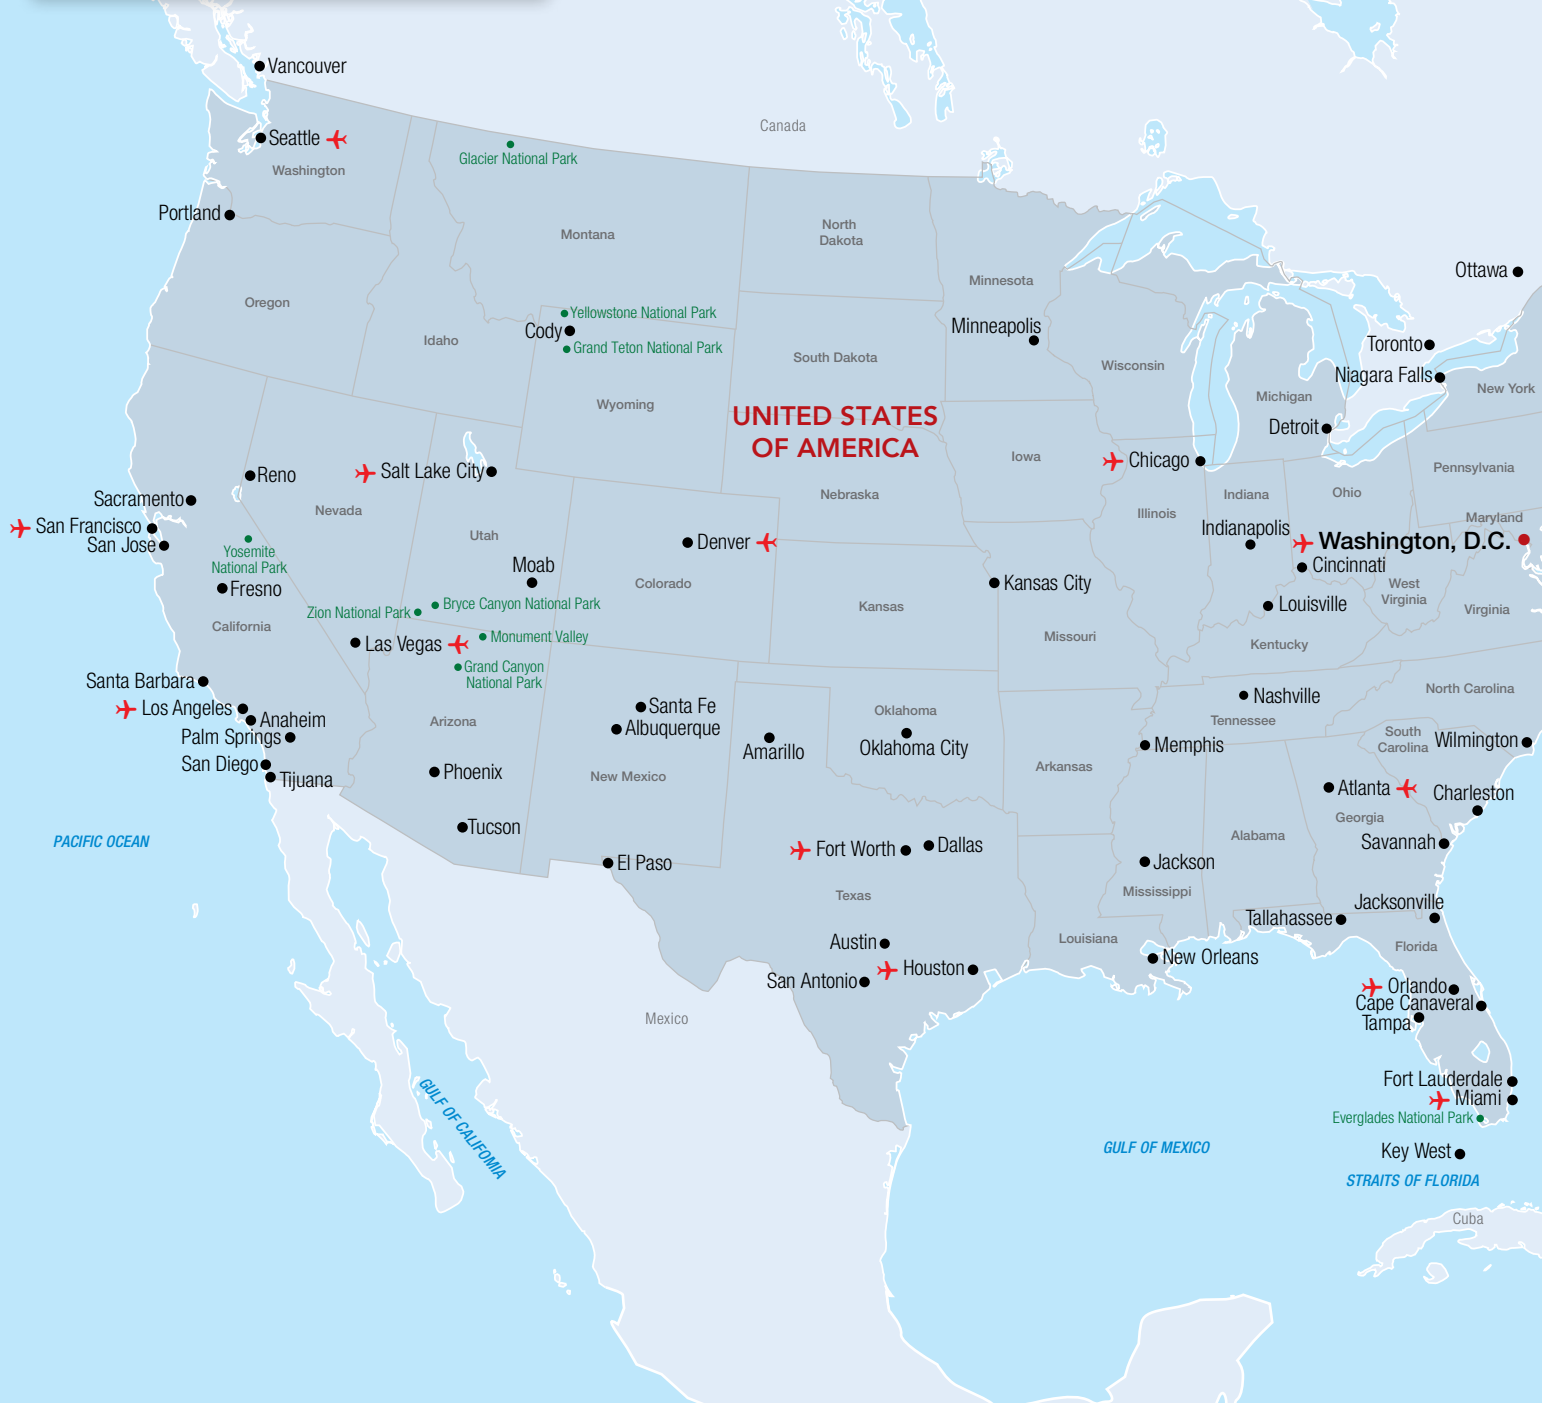 Vancouver
Canada
Seattle
Glacier National Park
Washington
Portland
Montana
North
Dakota
Ottawa
Minnesota
Oregon
Yellowstone National Park
Cody
Minneapolis
Idaho
Grand Teton National Park
South Dakota
Toronto
Wisconsin
Niagara Falls
New York
Michigan
Wyoming
UNITED STATES
OF AMERICA
Detroit
Iowa
Chicago
Pennsylvania
Reno
Salt Lake City
Nebraska
Indiana
Ohio
Sacramento
Nevada
Illinois
Maryland
San Francisco
Utah
Indianapolis
Washington, D.C.
San Jose
Denver
Yosemite
National Park
Moab
Cincinnati
Colorado
Kansas City
West
Virginia
Fresno
Zion National Park
Bryce Canyon National Park
Kansas
Louisville
Virginia
California
Las Vegas
Monument Valley
Missouri
Kentucky
Grand Canyon
National Park
Santa Barbara
North Carolina
Nashville
Los Angeles
Santa Fe
Oklahoma
Anaheim
Arizona
Albuquerque
Tennessee
Palm Springs
Amarillo
Oklahoma City
Memphis
South
Carolina
Wilmington
San Diego
Tijuana
Phoenix
New Mexico
Arkansas
Atlanta
Charleston
Georgia
Tucson
Alabama
PACIFIC OCEAN
Fort Worth
Dallas
Savannah
El Paso
Jackson
Texas
Mississippi
Jacksonville
Tallahassee
Austin
Louisiana
Florida
Houston
New Orleans
San Antonio
Orlando
Cape Canaveral
Mexico
Tampa
Fort Lauderdale
Miami
GULF OF CALIFOMIA
Everglades National Park
GULF OF MEXICO
Key West
STRAITS OF FLORIDA
Cuba